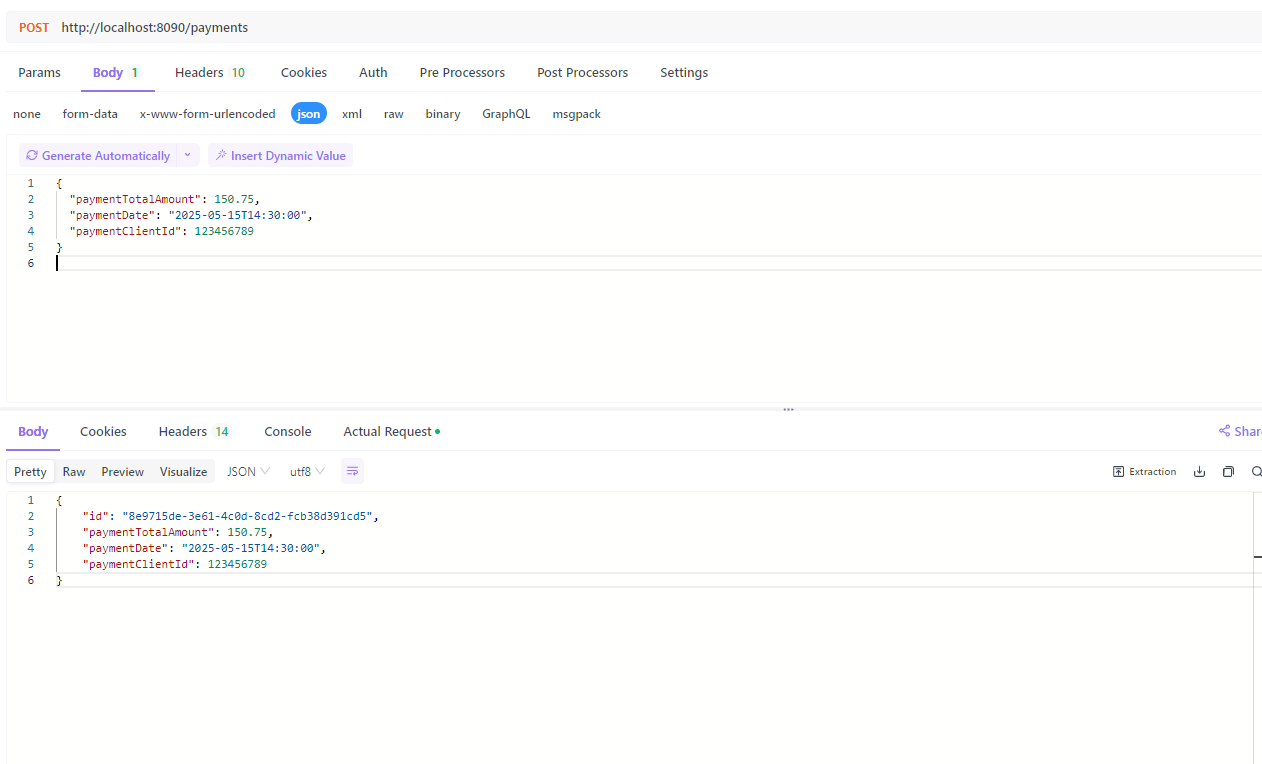 POST http://localhost:8090/payments
Params Body 1 Headers 10 Cookies Auth Pre Processors Post Processors Settings
none form-data x-www-form-urlencoded json xml raw binary GraphQL msgpack
Generate Automatically Insert Dynamic Value
1 {
2 "paymentTotalAmount": 150.75,
3 "paymentDate": "2025-05-15T14:30:00",
4 "paymentClientId": 123456789
5 }
6
Body Cookies Headers 14 Console Actual Request Shar
Pretty Raw Preview Visualize JSON utf8 Extraction
1 {
2 "id": "8e9715de-3e61-4c0d-8cd2-fcb38d391cd5",
3 "paymentTotalAmount": 150.75,
4 "paymentDate": "2025-05-15T14:30:00",
5 "paymentClientId": 123456789
6 }